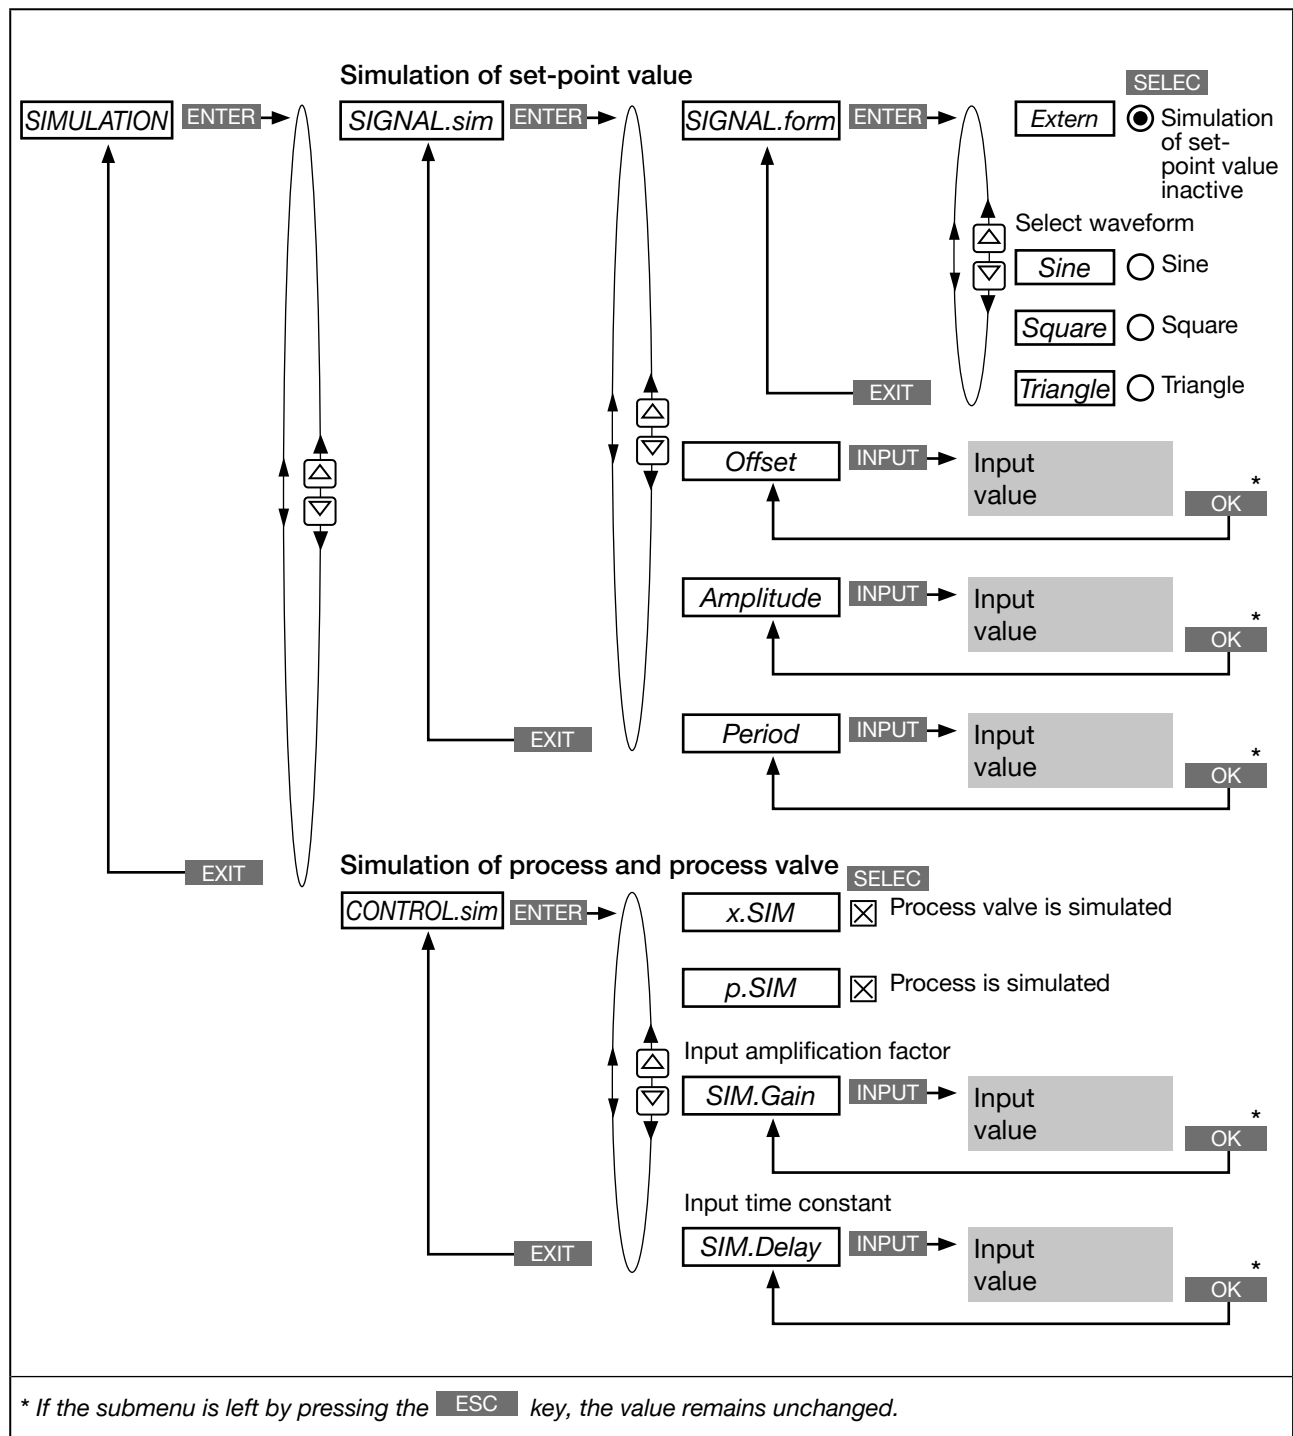 Simulation of set-point value
SELEC
SIMULATION ENTER SIGNAL.sim ENTER SIGNAL.form ENTER Extern Simulation
of set-
point value
inactive
Select waveform
Sine Sine
Square Square
Triangle Triangle
EXIT
Offset INPUT Input
value
*
OK
Amplitude INPUT Input
value
*
OK
Period INPUT Input
value
*
OK
EXIT
EXIT
Simulation of process and process valve
SELEC
CONTROL.sim ENTER x.SIM Process valve is simulated
p.SIM Process is simulated
Input amplification factor
SIM.Gain INPUT Input
value
*
OK
Input time constant
SIM.Delay INPUT Input
value
*
OK
EXIT
* If the submenu is left by pressing the ESC key, the value remains unchanged.